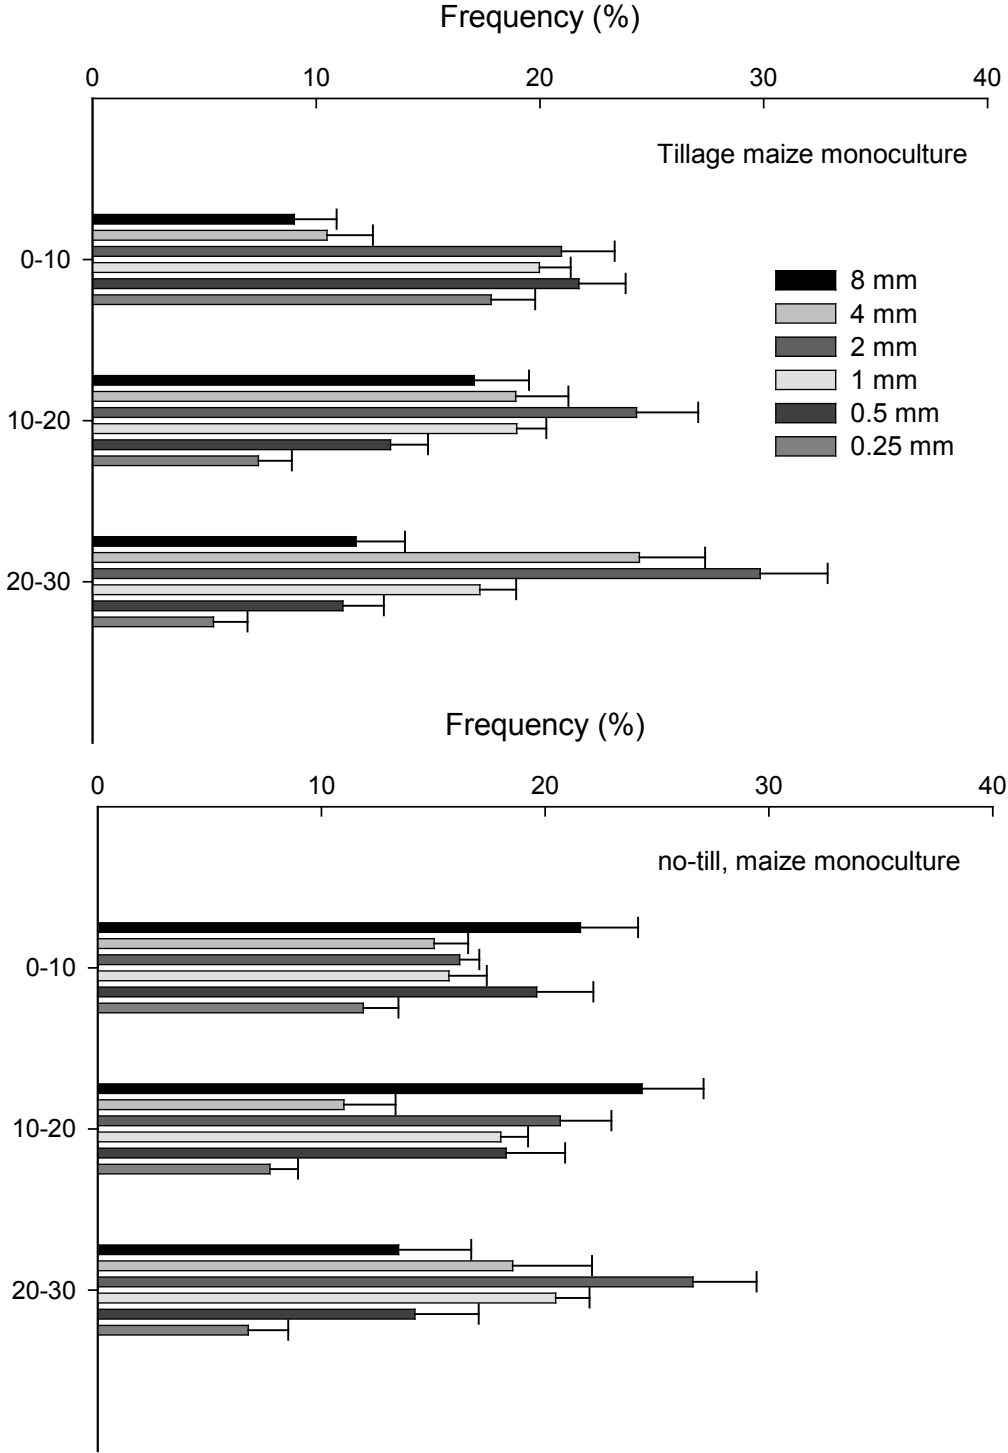 Frequency (%)
0 10 20 30 40
Tillage maize monoculture
0-10
8 mm
4 mm
2 mm
1 mm
10-20
0.5 mm
0.25 mm
20-30
Frequency (%)
0 10 20 30 40
no-till, maize monoculture
0-10
10-20
20-30